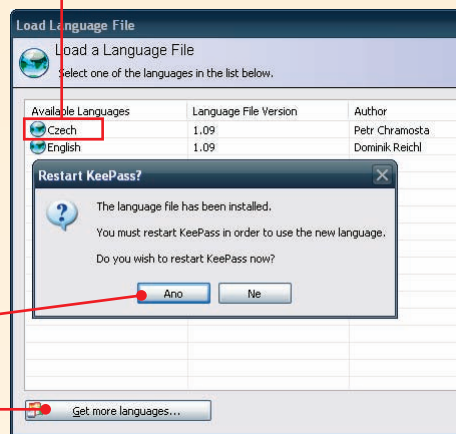 Load Language File
Load a Language File
Select one of the languages in the list below.
Available Languages Language File Version Author
Czech 1.09 Petr Chramosta
English 1.09 Dominik Reichl
Restart KeePass?
The language file has been installed.
You must restart KeePass in order to use the new language.
Do you wish to restart KeePass now?
Ano Ne
Get more languages...